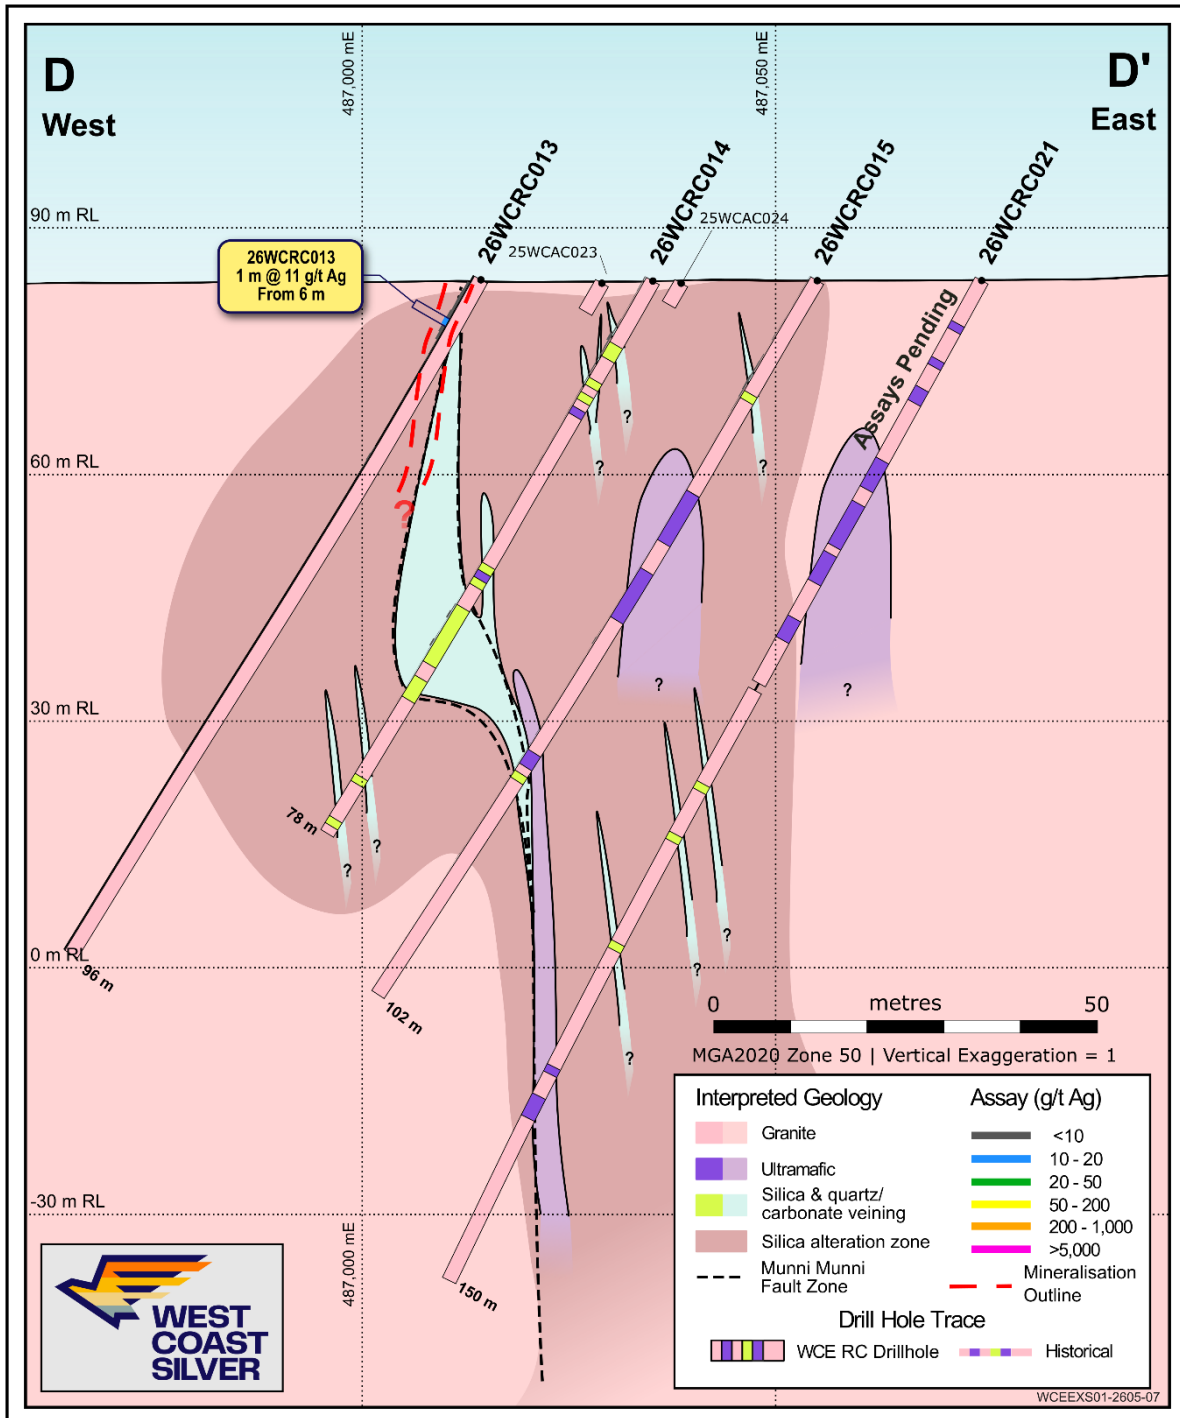 D
West
487,000 mE
487,050 mE
D'
East
26WCRC013
26WCRC014
26WCRC015
26WCRC021
25WCAC023
25WCAC024
90 m RL
26WCRC013
1 m @ 11 g/t Ag
From 6 m
Assays Pending
60 m RL
?
?
?
?
?
?
30 m RL
78 m
?
?
?
?
?
0 m RL
96 m
102 m
0 metres 50
MGA2020 Zone 50 | Vertical Exaggeration = 1
-30 m RL
487,000 mE
150 m
Interpreted Geology
Granite
Ultramafic
Silica & quartz/
carbonate veining
Silica alteration zone
Munni Munni
Fault Zone
Assay (g/t Ag)
<10
10 - 20
20 - 50
50 - 200
200 - 1,000
>5,000
Mineralisation
Outline
Drill Hole Trace
WCE RC Drillhole
Historical
WEST
COAST
SILVER
WCEEXS01-2605-07